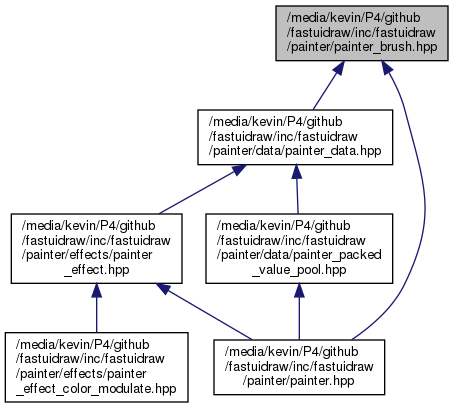 /media/kevin/P4/github
/fastuidraw/inc/fastuidraw
/painter/painter_brush.hpp
/media/kevin/P4/github
/fastuidraw/inc/fastuidraw
/painter/data/painter_data.hpp
/media/kevin/P4/github
/fastuidraw/inc/fastuidraw
/painter/effects/painter
_effect.hpp
/media/kevin/P4/github
/fastuidraw/inc/fastuidraw
/painter/data/painter_packed
_value_pool.hpp
/media/kevin/P4/github
/fastuidraw/inc/fastuidraw
/painter/effects/painter
_effect_color_modulate.hpp
/media/kevin/P4/github
/fastuidraw/inc/fastuidraw
/painter/painter.hpp